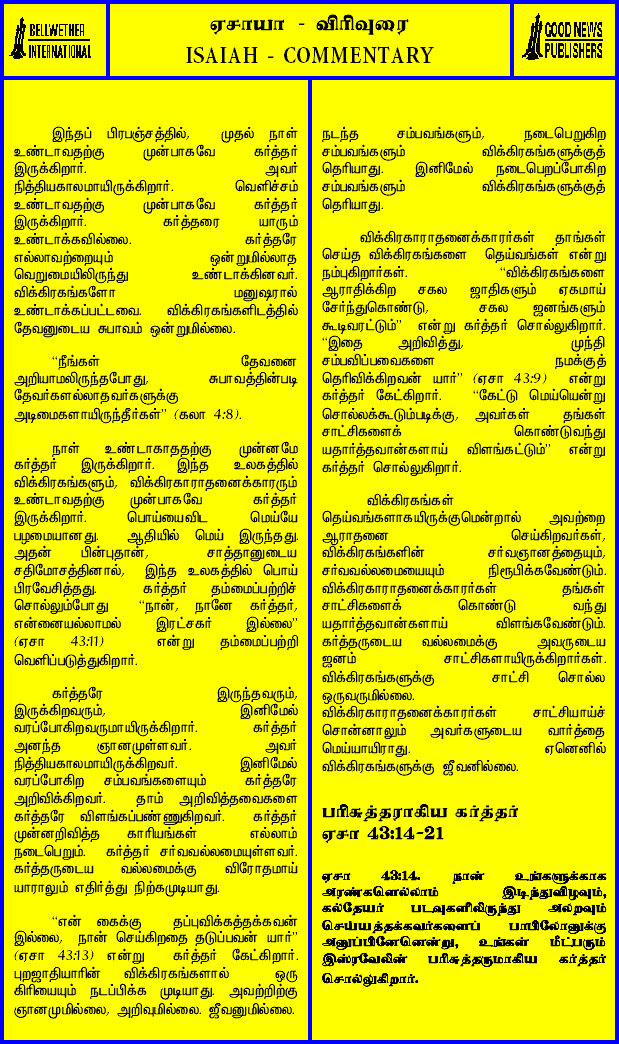 BELLWETHER
INTERNATIONAL
ஏசாயா - விரிவுரை
ISAIAH - COMMENTARY
GOOD NEWS
PUBLISHERS
இந்தப் பிரபஞ்சத்தில், முதல் நாள்
உண்டாவதற்கு முன்பாகவே கர்த்தர்
இருக்கிறார். அவர்
நித்தியகாலமாயிருக்கிறார். வெளிச்சம்
உண்டாவதற்கு முன்பாகவே கர்த்தர்
இருக்கிறார். கர்த்தரை யாரும்
உண்டாக்கவில்லை. கர்த்தரே
எல்லாவற்றையும் ஒன்றுமில்லாத
வெறுமையிலிருந்து உண்டாக்கினவர்.
விக்கிரகங்களோ மனுஷரால்
உண்டாக்கப்பட்டவை. விக்கிரகங்களிடத்தில்
தேவனுடைய சுபாவம் ஒன்றுமில்லை.
“நீங்கள் தேவனை
அறியாமலிருந்தபோது, சுபாவத்தின்படி
தேவர்களல்லாதவர்களுக்கு
அடிமைகளாயிருந்தீர்கள்” (கலா 4:8).
நாள் உண்டாகாததற்கு முன்னமே
கர்த்தர் இருக்கிறார். இந்த உலகத்தில்
விக்கிரகங்களும், விக்கிரகாராதனைக்காரரும்
உண்டாவதற்கு முன்பாகவே கர்த்தர்
இருக்கிறார். பொய்யைவிட மெய்யே
பழமையானது. ஆதியில் மெய் இருந்தது.
அதன் பின்புதான், சாத்தானுடைய
சதிமோசத்தினால், இந்த உலகத்தில் பொய்
பிரவேசித்தது. கர்த்தர் தம்மைப்பற்றிச்
சொல்லும்போது “நான், நானே கர்த்தர்,
என்னையல்லாமல் இரட்சகர் இல்லை”
(ஏசா 43:11) என்று தம்மைப்பற்றி
வெளிப்படுத்துகிறார்.
கர்த்தரே இருந்தவரும்,
இருக்கிறவரும், இனிமேல்
வரப்போகிறவருமாயிருக்கிறார். கர்த்தர்
அனந்த ஞானமுள்ளவர். அவர்
நித்தியகாலமாயிருக்கிறவர். இனிமேல்
வரப்போகிற சம்பவங்களையும் கர்த்தரே
அறிவிக்கிறவர். தாம் அறிவித்தவைகளை
கர்த்தரே விளங்கப்பண்ணுகிறவர். கர்த்தர்
முன்னறிவித்த காரியங்கள் எல்லாம்
நடைபெறும். கர்த்தர் சர்வவல்லமையுள்ளவர்.
கர்த்தருடைய வல்லமைக்கு விரோதமாய்
யாராலும் எதிர்த்து நிற்கமுடியாது.
“என் கைக்கு தப்புவிக்கத்தக்கவன்
இல்லை, நான் செய்கிறதை தடுப்பவன் யார்”
(ஏசா 43:13) என்று கர்த்தர் கேட்கிறார்.
புறஜாதியாரின் விக்கிரகங்களால் ஒரு
கிரியையும் நடப்பிக்க முடியாது. அவற்றிற்கு
ஞானமுமில்லை, அறிவுமில்லை. ஜீவனுமில்லை.
நடந்த சம்பவங்களும், நடைபெறுகிற
சம்பவங்களும் விக்கிரகங்களுக்குத்
தெரியாது. இனிமேல் நடைபெறப்போகிற
சம்பவங்களும் விக்கிரகங்களுக்குத்
தெரியாது.
விக்கிரகாராதனைக்காரர்கள் தாங்கள்
செய்த விக்கிரகங்களை தெய்வங்கள் என்று
நம்புகிறார்கள். “விக்கிரகங்களை
ஆராதிக்கிற சகல ஜாதிகளும் ஏகமாய்
சேர்ந்துகொண்டு, சகல ஜனங்களும்
கூடிவரட்டும்” என்று கர்த்தர் சொல்லுகிறார்.
“இதை அறிவித்து, முந்தி
சம்பவிப்பவைகளை நமக்குத்
தெரிவிக்கிறவன் யார்” (ஏசா 43:9) என்று
கர்த்தர் கேட்கிறார். “கேட்டு மெய்யென்று
சொல்லக்கூடும்படிக்கு, அவர்கள் தங்கள்
சாட்சிகளைக் கொண்டுவந்து
யதார்த்தவான்களாய் விளங்கட்டும்” என்று
கர்த்தர் சொல்லுகிறார்.
விக்கிரகங்கள்
தெய்வங்களாகயிருக்குமென்றால் அவற்றை
ஆராதனை செய்கிறவர்கள்,
விக்கிரகங்களின் சர்வஞானத்தையும்,
சர்வவல்லமையையும் நிரூபிக்கவேண்டும்.
விக்கிரகாராதனைக்காரர்கள் தங்கள்
சாட்சிகளைக் கொண்டு வந்து
யதார்த்தவான்களாய் விளங்கவேண்டும்.
கர்த்தருடைய வல்லமைக்கு அவருடைய
ஜனம் சாட்சிகளாயிருக்கிறார்கள்.
விக்கிரகங்களுக்கு சாட்சி சொல்ல
ஒருவருமில்லை.
விக்கிரகாராதனைக்காரர்கள் சாட்சியாய்ச்
சொன்னாலும் அவர்களுடைய வார்த்தை
மெய்யாயிராது. ஏனெனில்
விக்கிரகங்களுக்கு ஜீவனில்லை.
பரிசுத்தராகிய கர்த்தர்
ஏசா 43:14-21
ஏசா 43:14. நான் உங்களுக்காக
அரண்களெல்லாம் இடிந்துவிழவும்,
கல்தேயர் படவுகளிலிருந்து அலறவும்
செய்யத்தக்கவர்களைப் பாபிலோனுக்கு
அனுப்பினேனென்று, உங்கள் மீட்பரும்
இஸ்ரவேலின் பரிசுத்தருமாகிய கர்த்தர்
சொல்லுகிறார்.